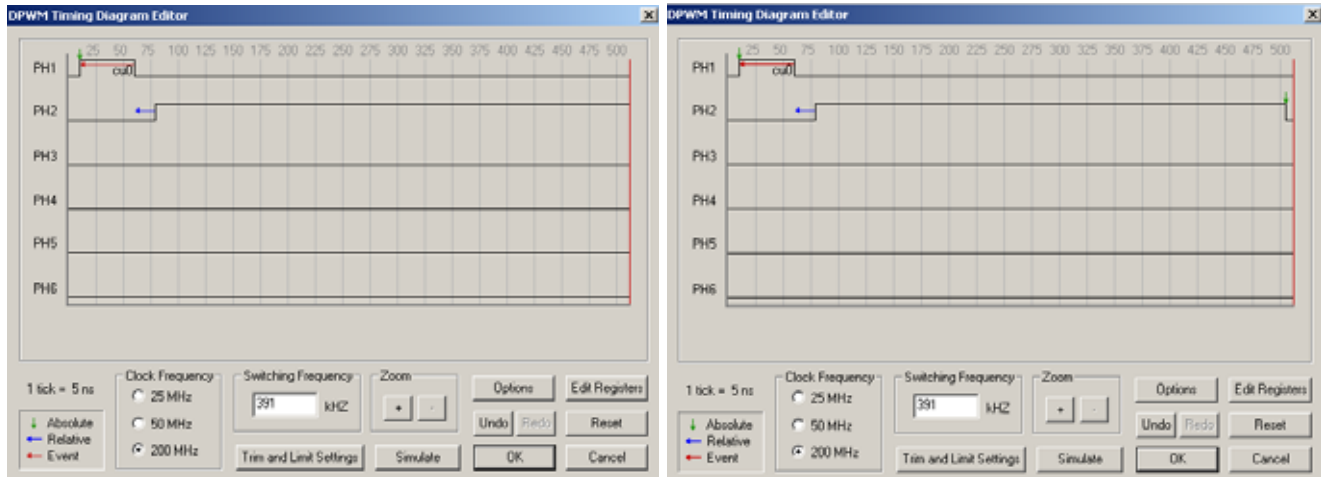 DPWM Timing Diagram Editor
25 50 75 100 125 150 175 200 225 250 275 300 325 350 375 400 425 450 475 500
PH1
cu0
PH2
PH3
PH4
PH5
PH6
1 tick = 5 ns
Absolute
Relative
Event
Clock Frequency
25 MHz
50 MHz
200 MHz
Switching Frequency
391 kHZ
Trim and Limit Settings
Zoom
+ -
Simulate
Options
Edit Registers
Undo Redo
Reset
OK
Cancel
DPWM Timing Diagram Editor
25 50 75 100 125 150 175 200 225 250 275 300 325 350 375 400 425 450 475 500
PH1
cu0
PH2
PH3
PH4
PH5
PH6
1 tick = 5 ns
Absolute
Relative
Event
Clock Frequency
25 MHz
50 MHz
200 MHz
Switching Frequency
391 kHZ
Trim and Limit Settings
Zoom
+ -
Simulate
Options
Edit Registers
Undo Redo
Reset
OK
Cancel